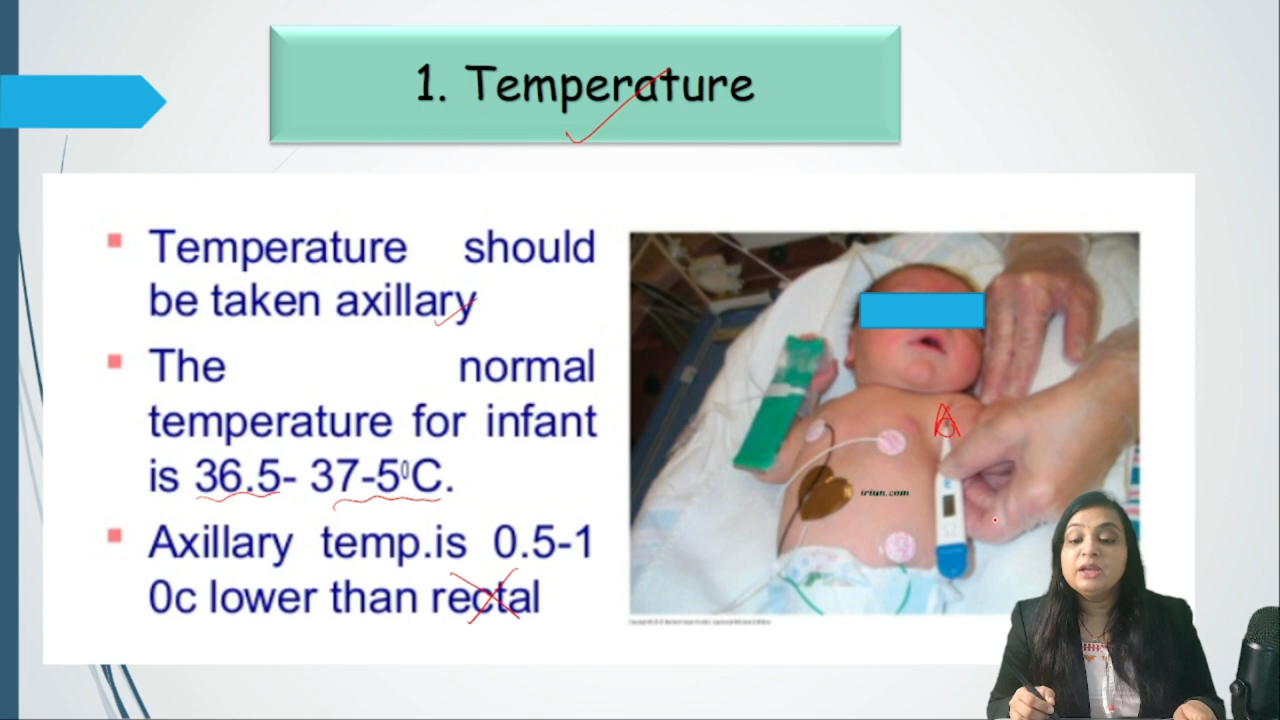 1. Temperature
Temperature should
be taken axillary
The normal
temperature for infant
is 36.5- 37-5⁰C.
Axillary temp.is 0.5-1
0c lower than rectal
A
iriun.com